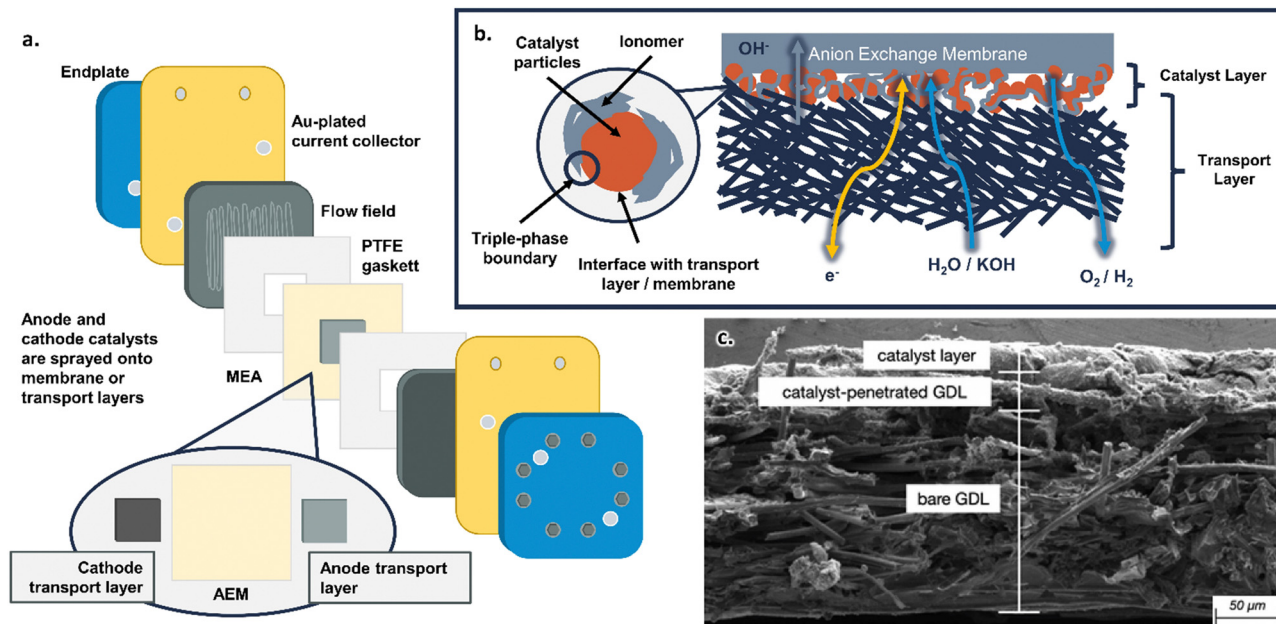 a.
Endplate
Au-plated
current collector
Flow field
PTFE
gaskett
Anode and
cathode catalysts
are sprayed onto
membrane or
transport layers
MEA
Cathode
transport layer
AEM
Anode transport
layer
b.
Catalyst
particles
Ionomer
Triple-phase
boundary
Interface with transport
layer / membrane
OH-
Anion Exchange Membrane
Catalyst
Layer
Transport
Layer
e-
H2O / KOH
O2 / H2
c.
catalyst layer
catalyst-penetrated GDL
bare GDL
50 µm